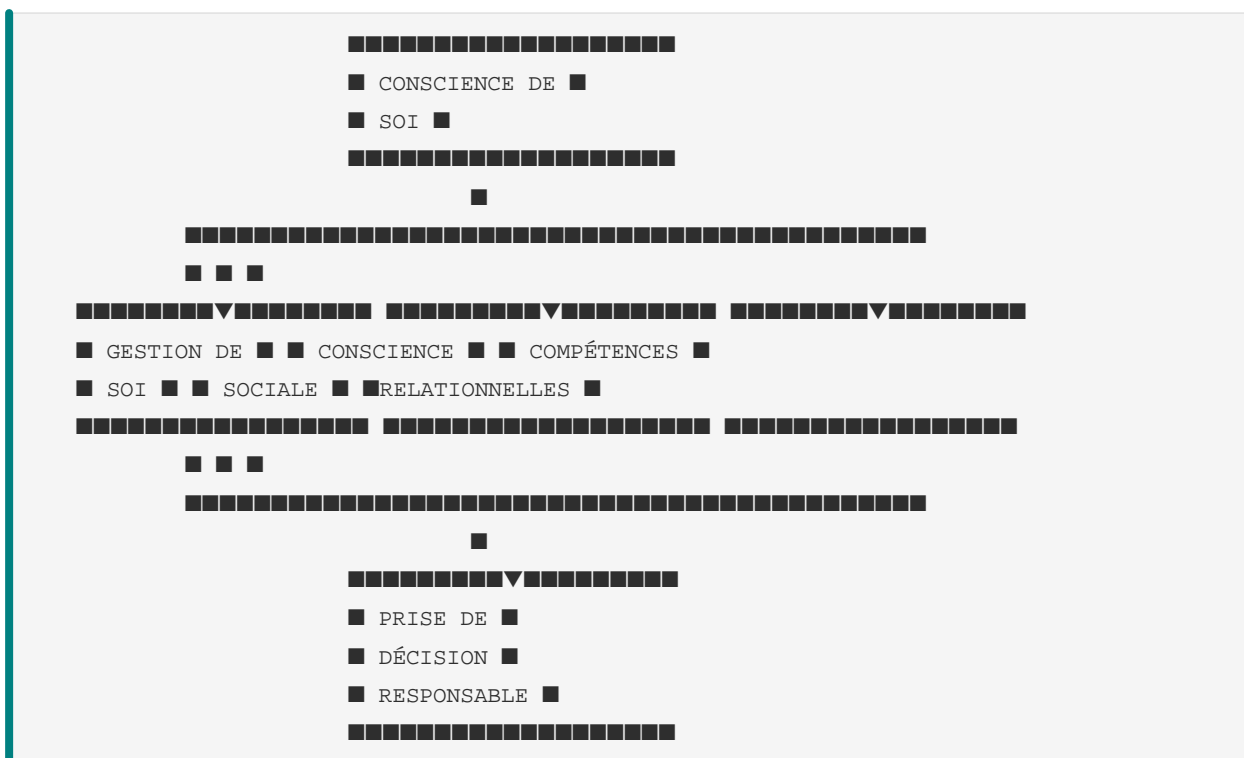 ■■■■■■■■■■■■■■■■■■■
■ CONSCIENCE DE ■
■ SOI ■
■■■■■■■■■■■■■■■■■■■
■
■■■■■■■■■■■■■■■■■■■■■■■■■■■■■■■■■■■■■■■■■■■
■ ■ ■
■■■■■■■■▼■■■■■■■■ ■■■■■■■■■▼■■■■■■■■■ ■■■■■■■■▼■■■■■■■■
■ GESTION DE ■ ■ CONSCIENCE ■ ■ COMPÉTENCES ■
■ SOI ■ ■ SOCIALE ■ ■RELATIONNELLES ■
■■■■■■■■■■■■■■■■■ ■■■■■■■■■■■■■■■■■■■ ■■■■■■■■■■■■■■■■■
■ ■ ■
■■■■■■■■■■■■■■■■■■■■■■■■■■■■■■■■■■■■■■■■■■■
■
■■■■■■■■■▼■■■■■■■■■
■ PRISE DE ■
■ DÉCISION ■
■ RESPONSABLE ■
■■■■■■■■■■■■■■■■■■■